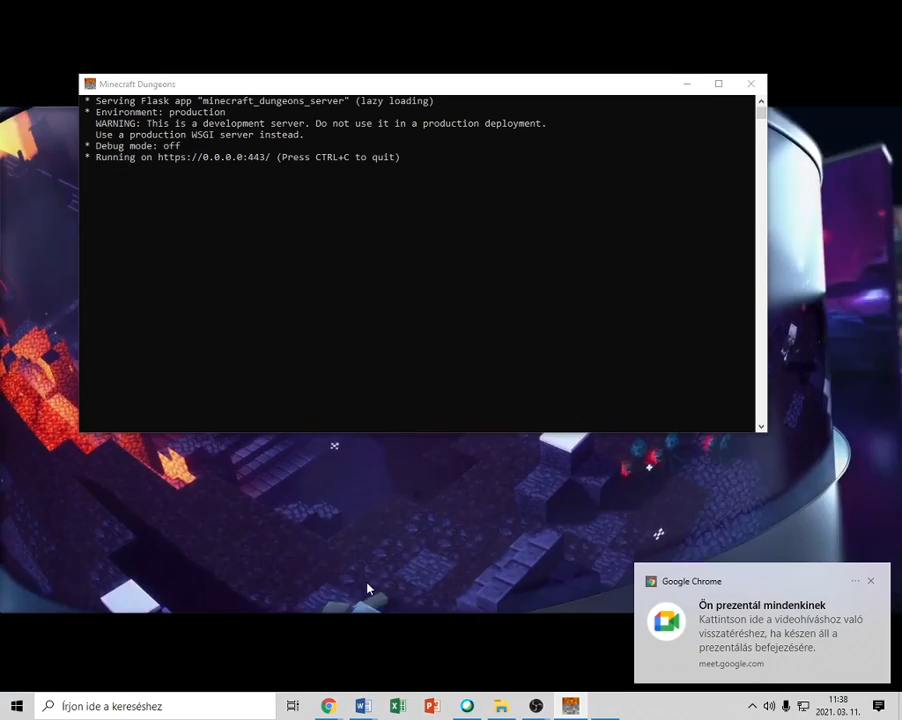 Minecraft Dungeons
* Serving Flask app "minecraft_dungeons_server" (lazy loading)
* Environment: production
WARNING: This is a development server. Do not use it in a production deployment.
Use a production WSGI server instead.
* Debug mode: off
* Running on https://0.0.0.0:443/ (Press CTRL+C to quit)
Google Chrome
Ön prezentál mindenkinek
Kattintson ide a videohíváshoz való
visszatéréshez, ha készen áll a
prezentálás befejezésére.
meet.google.com
Írjon ide a kereséshez
11:38
2021. 03. 11.